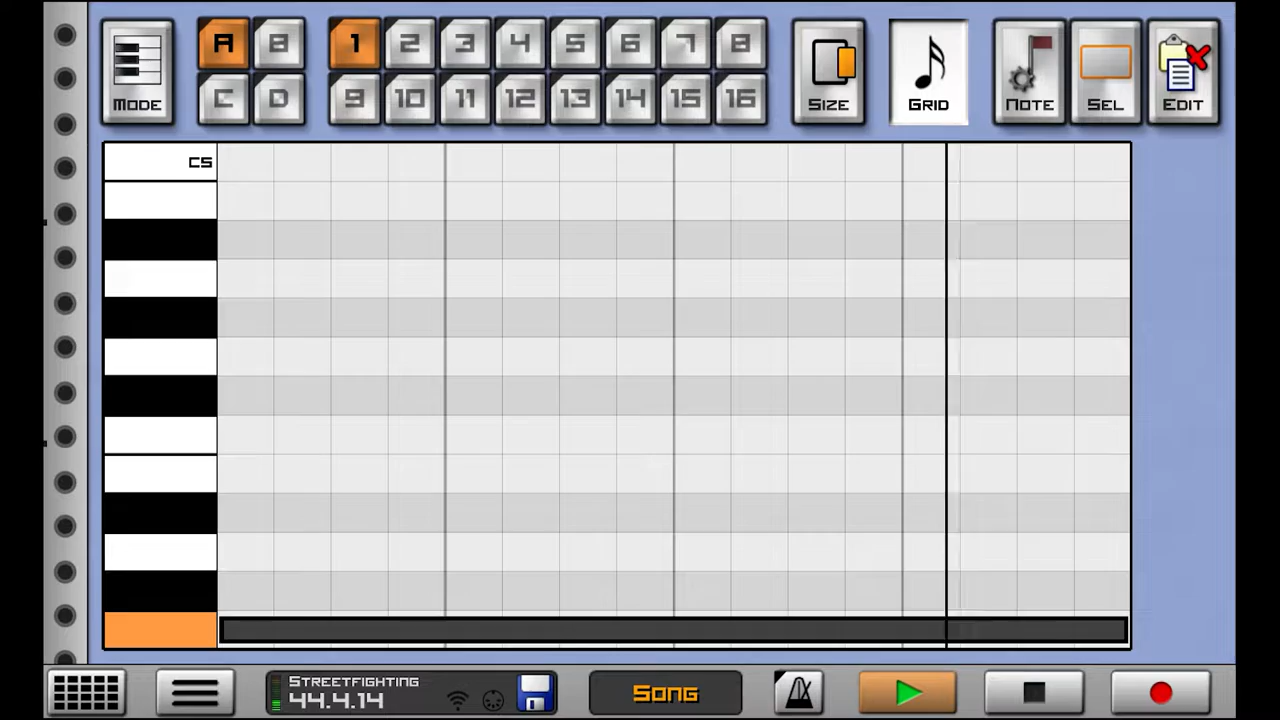 A B 1 2 3 4 5 6 7 8
C D 9 10 11 12 13 14 15 16
MODE SIZE GRID NOTE SEL EDIT
C5
STREETFIGHTING
44.4.14
SONG